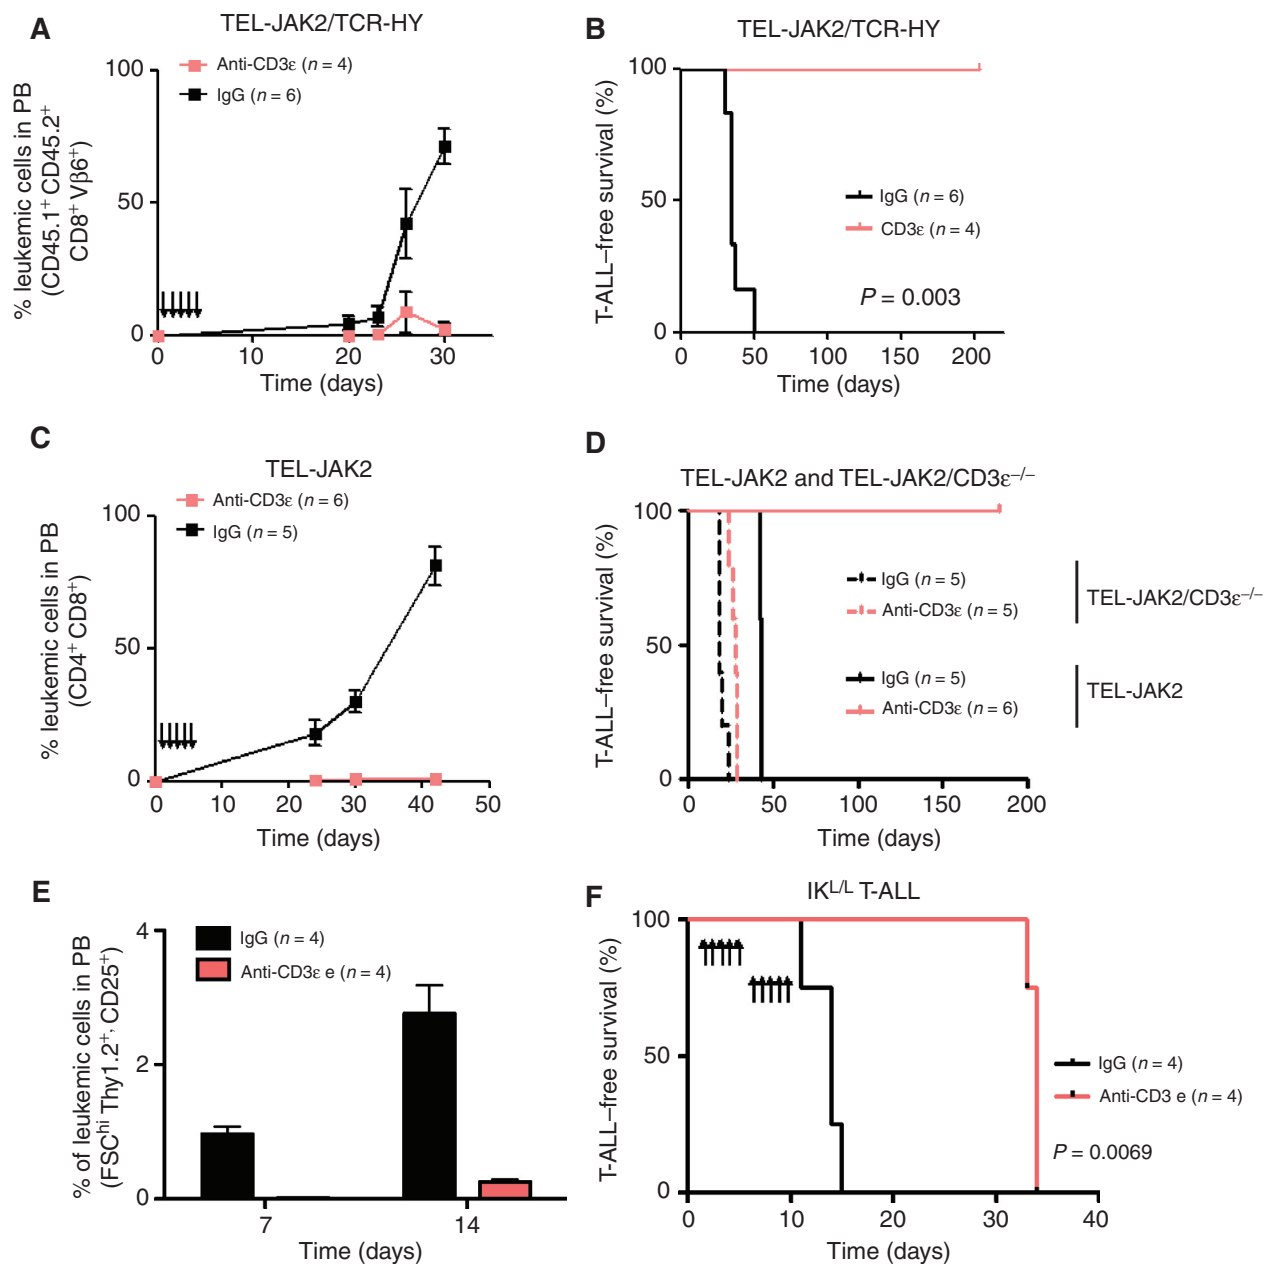 A
TEL-JAK2/TCR-HY
Anti-CD3ε (n = 4)
IgG (n = 6)
% leukemic cells in PB
(CD45.1⁺ CD45.2⁺
CD8⁺ Vβ6⁺)
100
50
0
0 10 20 30
Time (days)
B
TEL-JAK2/TCR-HY
T-ALL–free survival (%)
100
50
0
IgG (n = 6)
CD3ε (n = 4)
P = 0.003
0 50 100 150 200
Time (days)
C
TEL-JAK2
Anti-CD3ε (n = 6)
IgG (n = 5)
% leukemic cells in PB
(CD4⁺ CD8⁺)
100
50
0
0 10 20 30 40 50
Time (days)
D
TEL-JAK2 and TEL-JAK2/CD3ε⁻/⁻
T-ALL–free survival (%)
100
50
0
IgG (n = 5)
Anti-CD3ε (n = 5)
TEL-JAK2/CD3ε⁻/⁻
IgG (n = 5)
Anti-CD3ε (n = 6)
TEL-JAK2
0 50 100 150 200
Time (days)
E
IgG (n = 4)
Anti-CD3ε e (n = 4)
% of leukemic cells in PB
(FSCʰⁱ Thy1.2⁺, CD25⁺)
4
2
0
7 14
Time (days)
F
IKᴸ/ᴸ T-ALL
T-ALL–free survival (%)
100
50
0
IgG (n = 4)
Anti-CD3 e (n = 4)
P = 0.0069
0 10 20 30 40
Time (days)